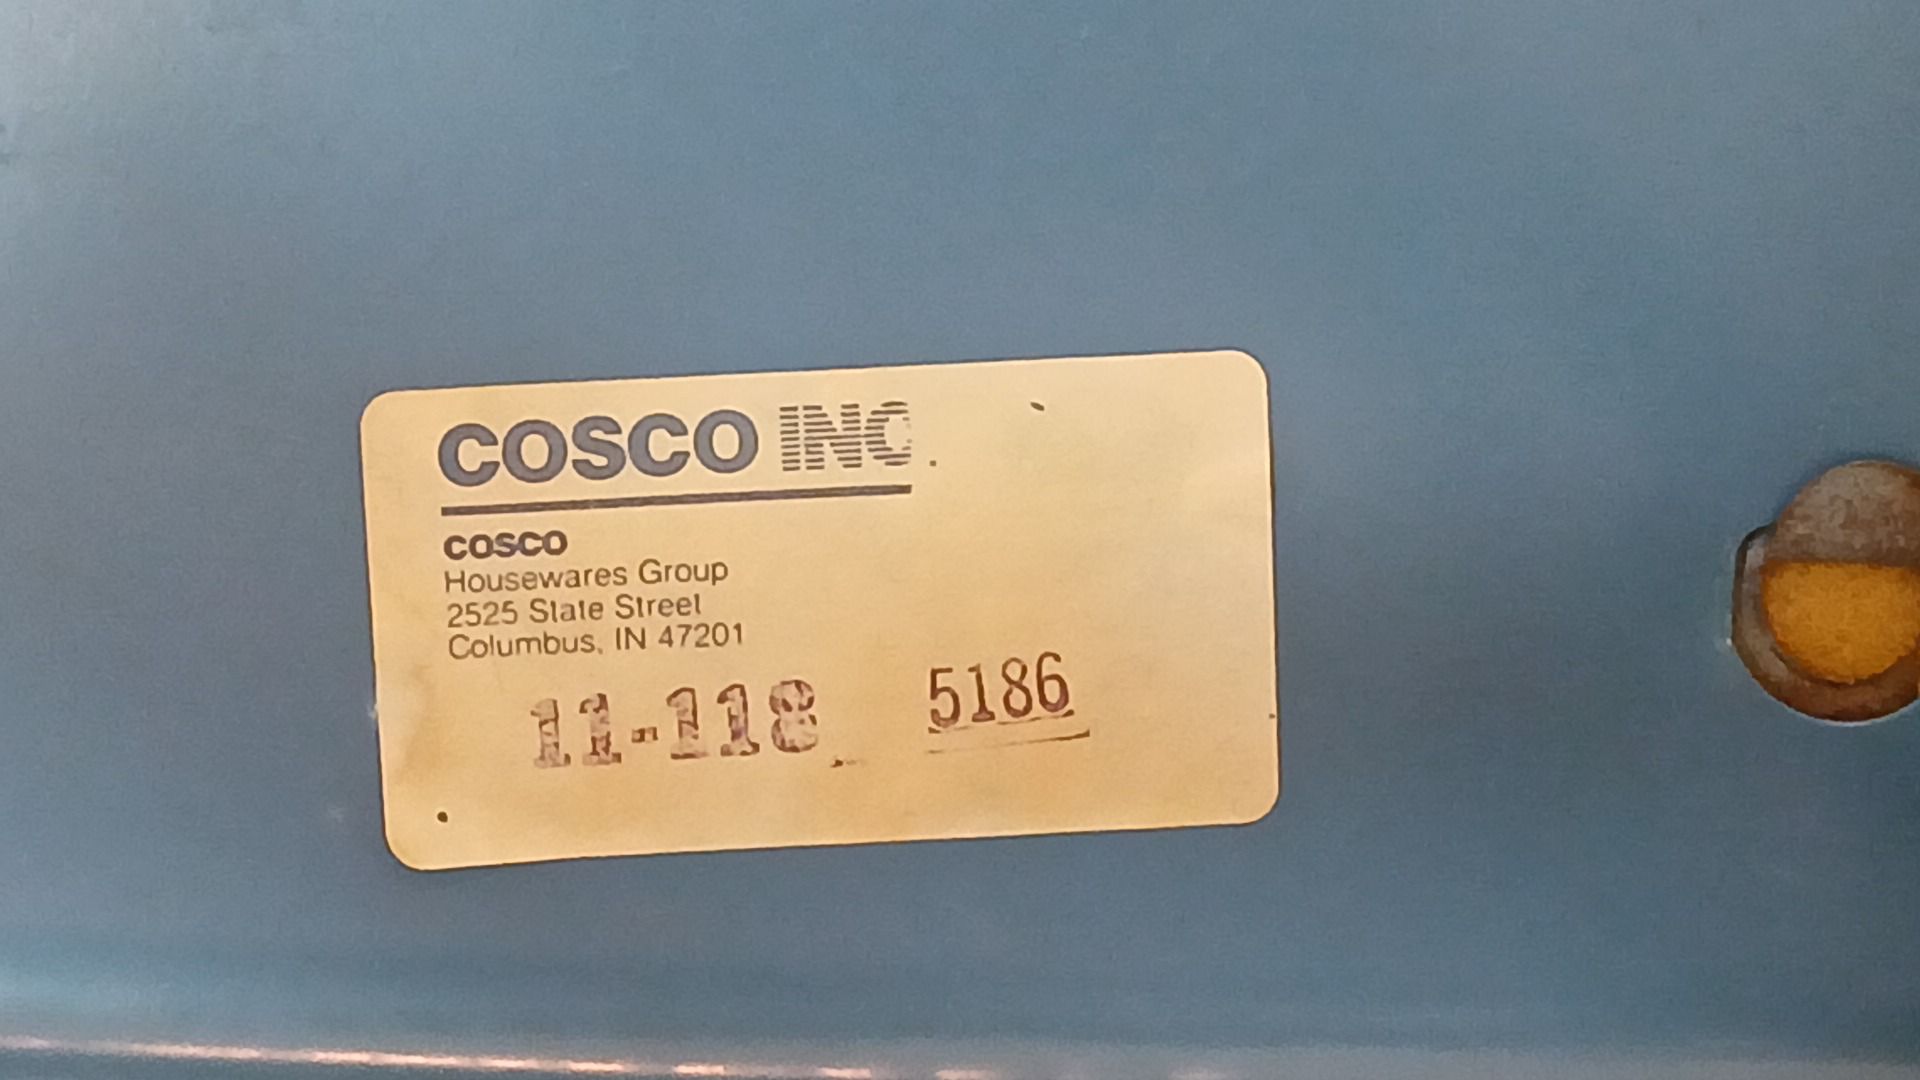 COSCO INC.
COSCO
Housewares Group
2525 State Street
Columbus, IN 47201
11-118 5186